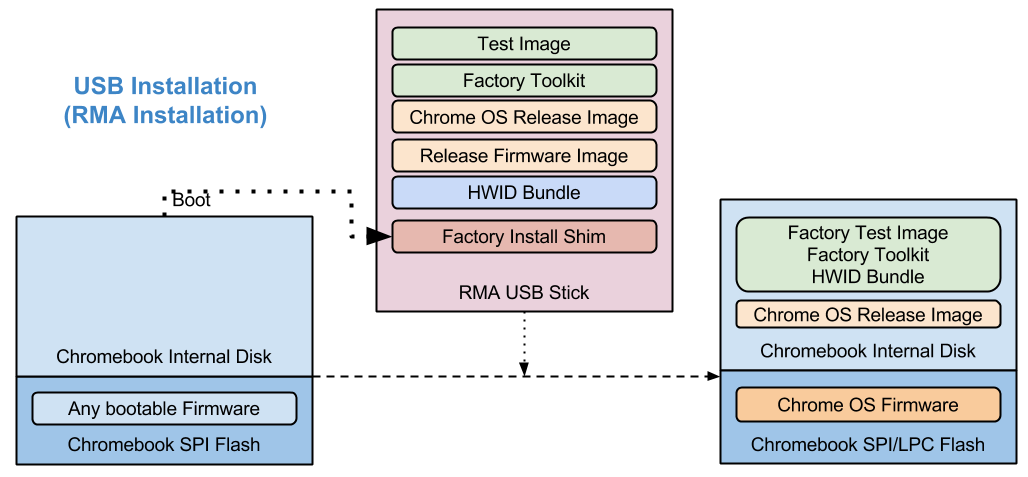 USB Installation
(RMA Installation)
Boot
Chromebook Internal Disk
Any bootable Firmware
Chromebook SPI Flash
Test Image
Factory Toolkit
Chrome OS Release Image
Release Firmware Image
HWID Bundle
Factory Install Shim
RMA USB Stick
Factory Test Image
Factory Toolkit
HWID Bundle
Chrome OS Release Image
Chromebook Internal Disk
Chrome OS Firmware
Chromebook SPI/LPC Flash